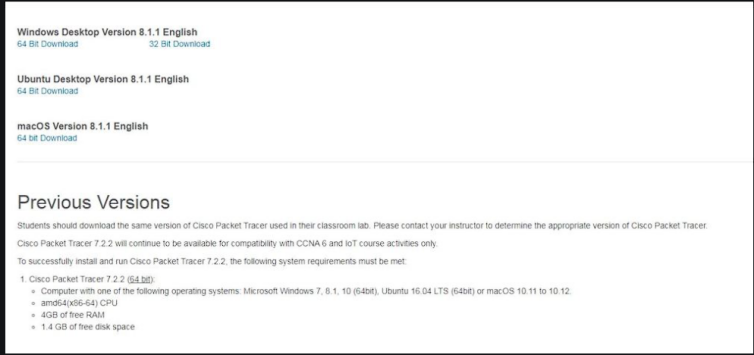 Windows Desktop Version 8.1.1 English
64 Bit Download 32 Bit Download
Ubuntu Desktop Version 8.1.1 English
64 Bit Download
macOS Version 8.1.1 English
64 bit Download
Previous Versions
Students should download the same version of Cisco Packet Tracer used in their classroom lab. Please contact your instructor to determine the appropriate version of Cisco Packet Tracer.
Cisco Packet Tracer 7.2.2 will continue to be available for compatibility with CCNA 6 and IoT course activities only.
To successfully install and run Cisco Packet Tracer 7.2.2, the following system requirements must be met:
1. Cisco Packet Tracer 7.2.2 (64 bit):
Computer with one of the following operating systems: Microsoft Windows 7, 8.1, 10 (64bit), Ubuntu 16.04 LTS (64bit) or macOS 10.11 to 10.12.
amd64(x86-64) CPU
4GB of free RAM
1.4 GB of free disk space